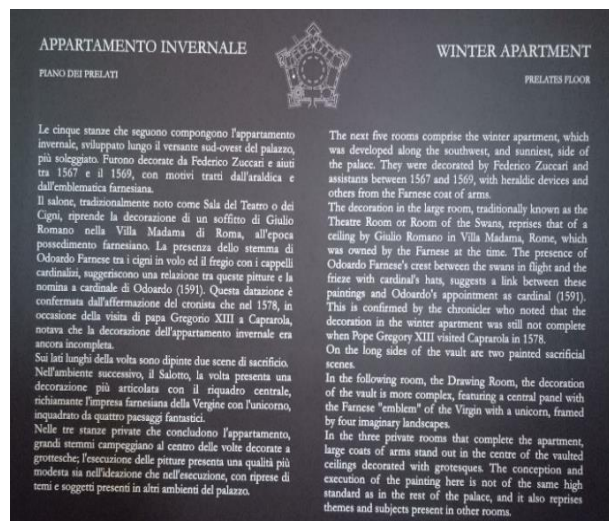 APPARTAMENTO INVERNALE
PIANO DEI PRELATI
Le cinque stanze che seguono compongono l'appartamento
invernale, sviluppato lungo il versante sud-ovest del palazzo,
più soleggiato. Furono decorate da Federico Zuccari e aiuti
tra il 1567 e il 1569, con motivi tratti dall'araldica e
dall'emblematica farnesiana.
Il salone, tradizionalmente noto come Sala del Teatro o dei
Cigni, riprende la decorazione di un soffitto di Giulio
Romano nella Villa Madama di Roma, all'epoca
possedimento farnesiano. La presenza dello stemma di
Odoardo Farnese tra i cigni in volo ed il fregio con i cappelli
cardinalizi, suggeriscono una relazione tra queste pitture e la
nomina a cardinale di Odoardo (1591). Questa datazione è
confermata dall'affermazione del cronista che nel 1578, in
occasione della visita di papa Gregorio XIII a Caprarola,
notava che la decorazione dell'appartamento invernale era
ancora incompleta.
Sui lati lunghi della volta sono dipinte due scene di sacrificio.
Nell'ambiente successivo, il Salotto, la volta presenta una
decorazione più articolata con il riquadro centrale,
richiamante l'impresa farnesiana della Vergine con l'unicorno,
inquadrato da quattro paesaggi fantastici.
Nelle tre stanze private che concludono l'appartamento,
grandi stemmi campeggiano al centro delle volte decorate a
grottesche; l'esecuzione delle pitture presenta una qualità più
modesta sia nell'ideazione che nell'esecuzione, con riprese di
temi e soggetti presenti in altri ambienti del palazzo.
WINTER APARTMENT
PRELATES FLOOR
The next five rooms comprise the winter apartment, which
was developed along the southwest, and sunniest, side of
the palace. They were decorated by Federico Zuccari and
assistants between 1567 and 1569, with heraldic devices and
others from the Farnese coat of arms.
The decoration in the large room, traditionally known as the
Theatre Room or Room of the Swans, reprises that of a
ceiling by Giulio Romano in Villa Madama, Rome, which
was owned by the Farnese at the time. The presence of
Odoardo Farnese's crest between the swans in flight and the
frieze with cardinal's hats, suggests a link between these
paintings and Odoardo's appointment as cardinal (1591).
This is confirmed by the chronicler who noted that the
decoration in the winter apartment was still not complete
when Pope Gregory XIII visited Caprarola in 1578.
On the long sides of the vault are two painted sacrificial
scenes.
In the following room, the Drawing Room, the decoration
of the vault is more complex, featuring a central panel with
the Farnese "emblem" of the Virgin with a unicorn, framed
by four imaginary landscapes.
In the three private rooms that complete the apartment,
large coats of arms stand out in the centre of the vaulted
ceilings decorated with grotesques. The conception and
execution of the painting here is not of the same high
standard as in the rest of the palace, and it also reprises
themes and subjects present in other rooms.